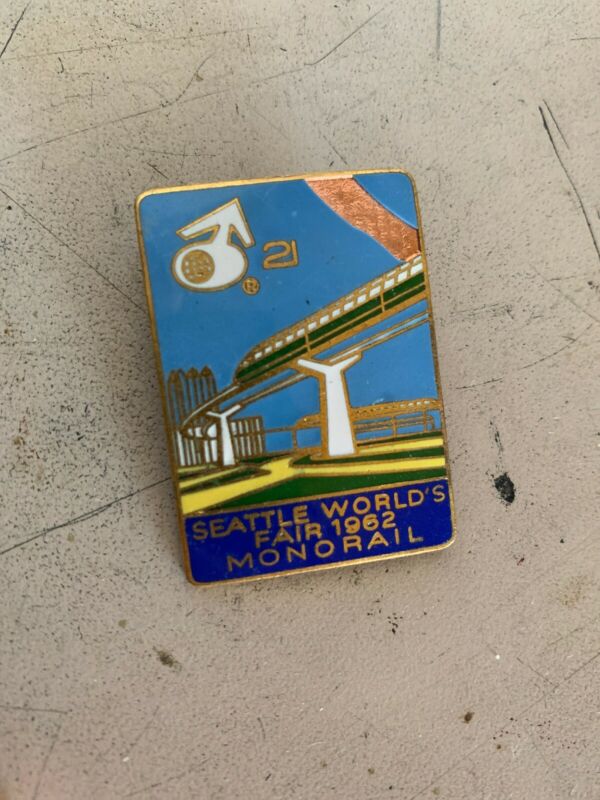 21
®
SEATTLE WORLD'S
FAIR 1962
MONORAIL